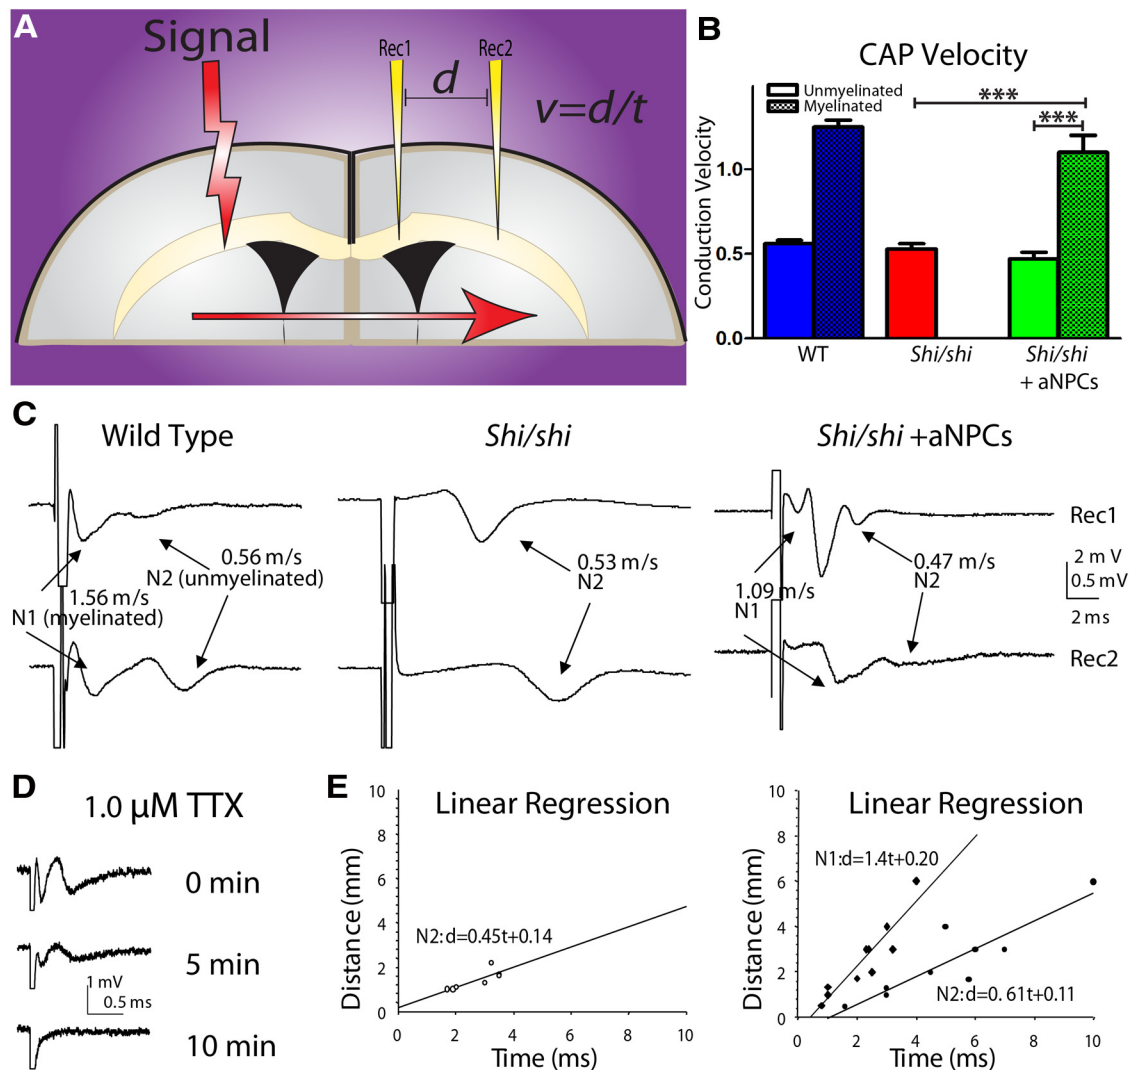 A
Signal
Rec1
Rec2
d
v=d/t
B
CAP Velocity
Unmyelinated
Myelinated
***
***
Conduction Velocity
1.0
0.5
0.0
WT
Shi/shi
Shi/shi
+ aNPCs
C
Wild Type
Shi/shi
Shi/shi +aNPCs
0.56 m/s
N2 (unmyelinated)
1.56 m/s
N1 (myelinated)
0.53 m/s
N2
1.09 m/s
N1
0.47 m/s
N2
Rec1
2 m V
0.5 mV
2 ms
Rec2
D
1.0 µM TTX
0 min
5 min
1 mV
0.5 ms
10 min
E
Linear Regression
Distance (mm)
10
8
6
4
2
0
N2: d=0.45t+0.14
0
2
4
6
8
10
Time (ms)
Linear Regression
Distance (mm)
10
8
6
4
2
0
N1:d=1.4t+0.20
N2:d=0.61t+0.11
0
2
4
6
8
10
Time (ms)